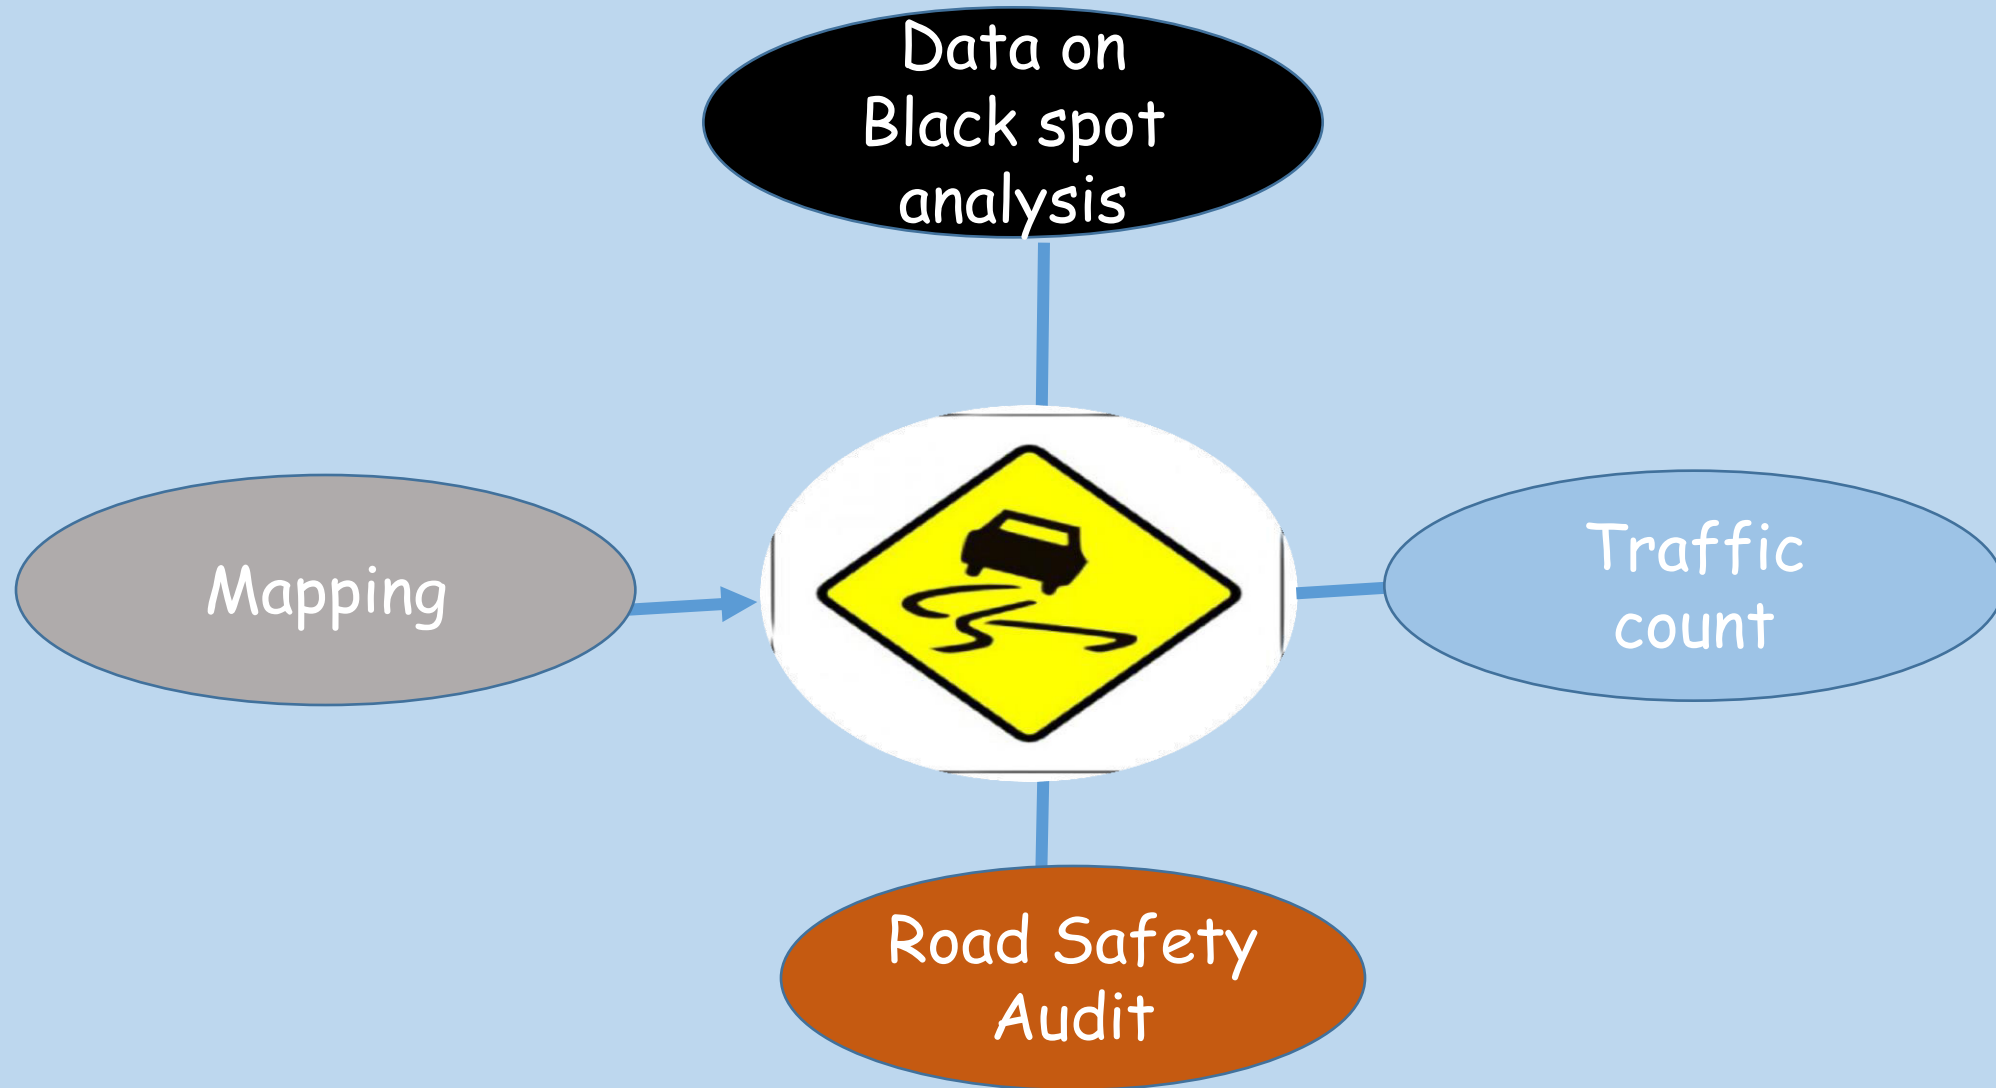 Data on
Black spot
analysis
Mapping
Traffic
count
Road Safety
Audit